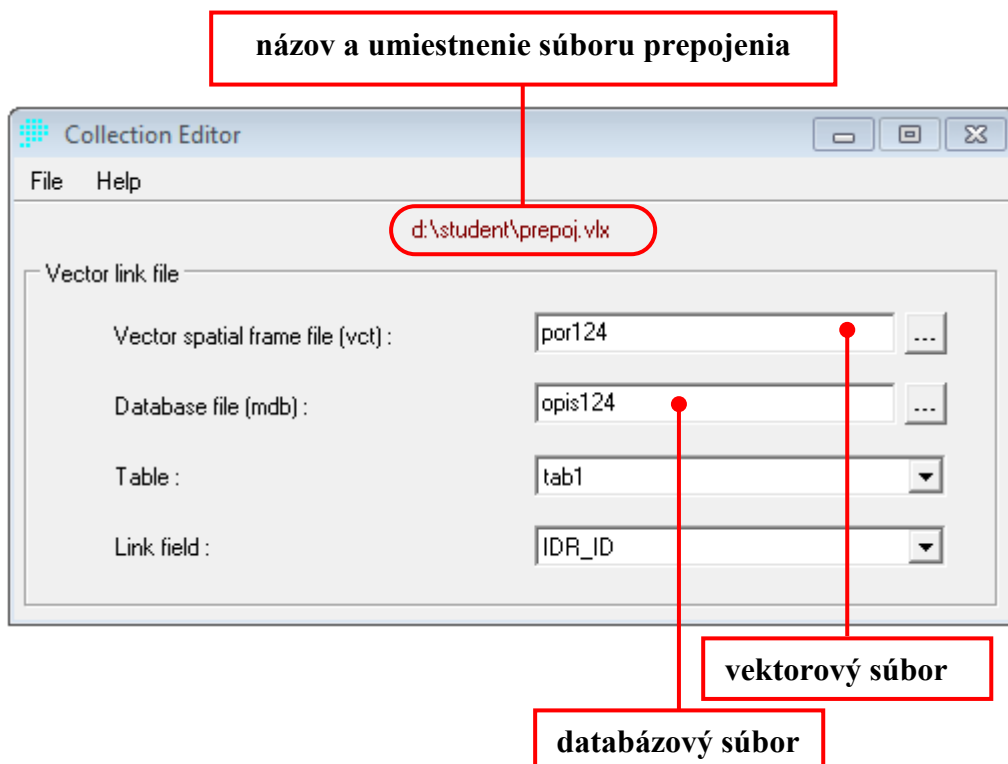 názov a umiestnenie súboru prepojenia
Collection Editor
File Help
d:\student\prepoj.vlx
Vector link file
Vector spatial frame file (vct) : por124 ...
Database file (mdb) : opis124 ...
Table : tab1
Link field : IDR_ID
vektorový súbor
databázový súbor